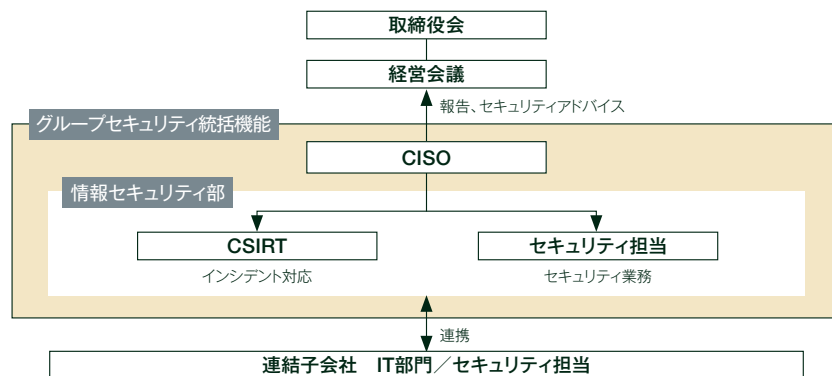 取締役会
経営会議
報告、セキュリティアドバイス
グループセキュリティ統括機能
CISO
情報セキュリティ部
CSIRT
セキュリティ担当
インシデント対応
セキュリティ業務
連携
連結子会社　IT部門／セキュリティ担当